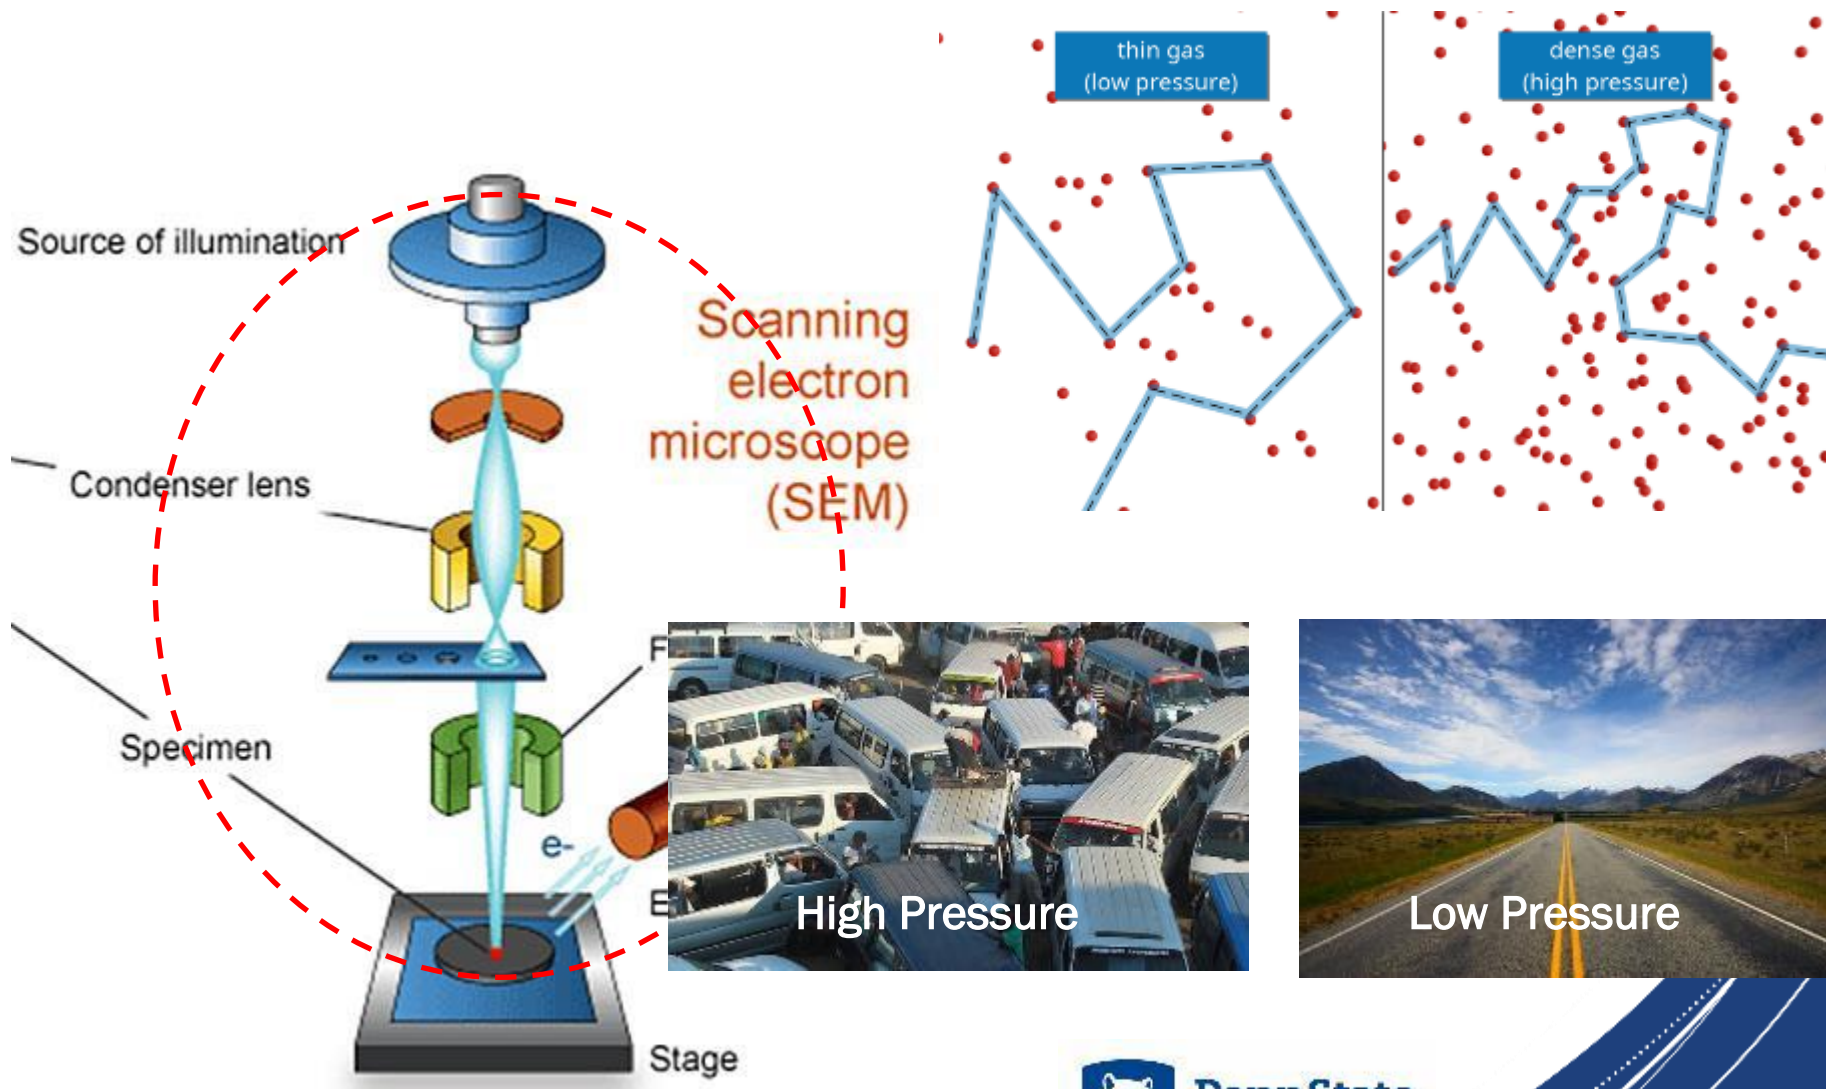 thin gas
(low pressure)
dense gas
(high pressure)
Source of illumination
Scanning
electron
microscope
(SEM)
Condenser lens
Specimen
e-
High Pressure
Low Pressure
Stage